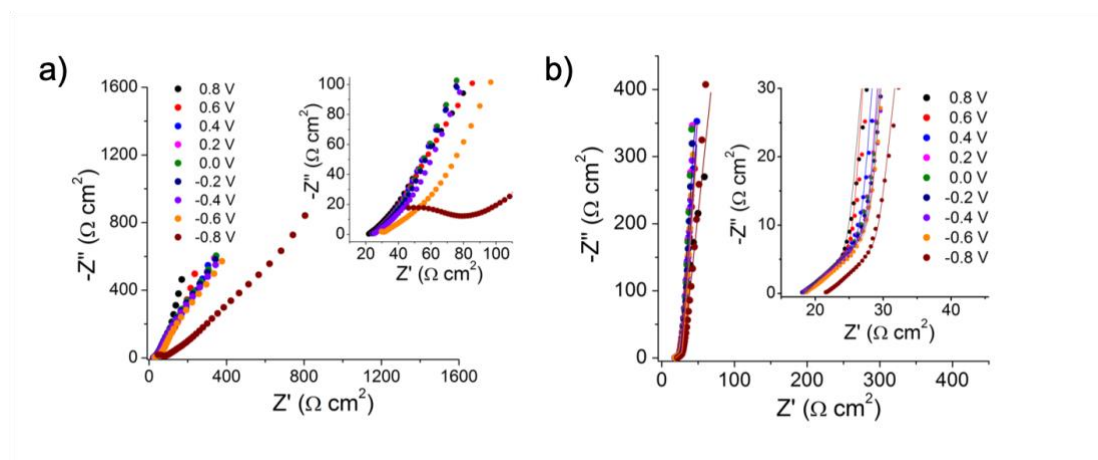 a)
1600
1200
800
400
0
-Z" (Ω cm²)
0 400 800 1200 1600
Z' (Ω cm²)
0.8 V
0.6 V
0.4 V
0.2 V
0.0 V
-0.2 V
-0.4 V
-0.6 V
-0.8 V
100
80
60
40
20
0
-Z" (Ω cm²)
20 40 60 80 100
Z' (Ω cm²)
b)
400
300
200
100
0
-Z" (Ω cm²)
0 100 200 300 400
Z' (Ω cm²)
30
20
10
0
-Z" (Ω cm²)
20 30 40
Z' (Ω cm²)
0.8 V
0.6 V
0.4 V
0.2 V
0.0 V
-0.2 V
-0.4 V
-0.6 V
-0.8 V